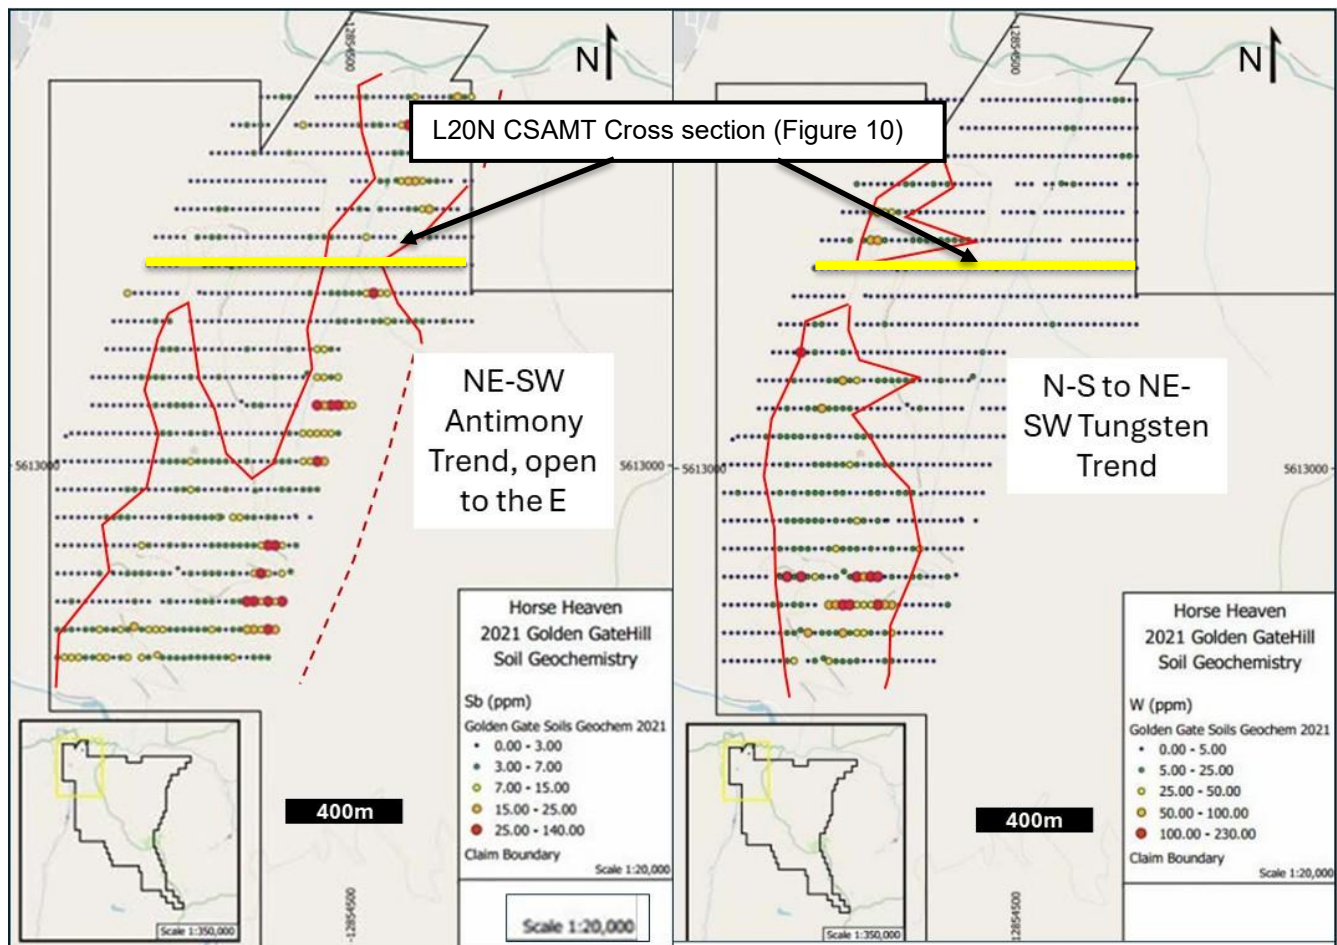 N
12854500
L20N CSAMT Cross section (Figure 10)
NE-SW
Antimony
Trend, open
to the E
5613000
5613000
Horse Heaven
2021 Golden GateHill
Soil Geochemistry
Sb (ppm)
Golden Gate Soils Geochem 2021
0.00 - 3.00
3.00 - 7.00
7.00 - 15.00
15.00 - 25.00
25.00 - 140.00
Claim Boundary
Scale 1:20,000
Scale 1:20,000
400m
-12854500
Scale 1:350,000
N
12854500
N-S to NE-
SW Tungsten
Trend
5613000
5613000
Horse Heaven
2021 Golden GateHill
Soil Geochemistry
W (ppm)
Golden Gate Soils Geochem 2021
0.00 - 5.00
5.00 - 25.00
25.00 - 50.00
50.00 - 100.00
100.00 - 230.00
Claim Boundary
Scale 1:20,000
400m
12854500
Scale 1:350,000